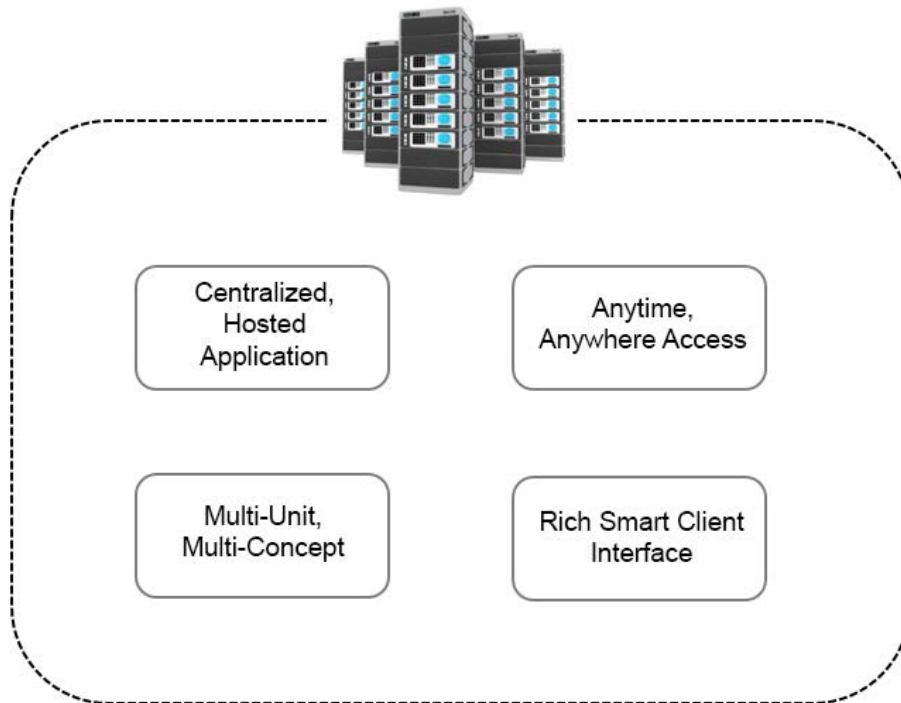 Centralized,
Hosted
Application
Anytime,
Anywhere Access
Multi-Unit,
Multi-Concept
Rich Smart Client
Interface